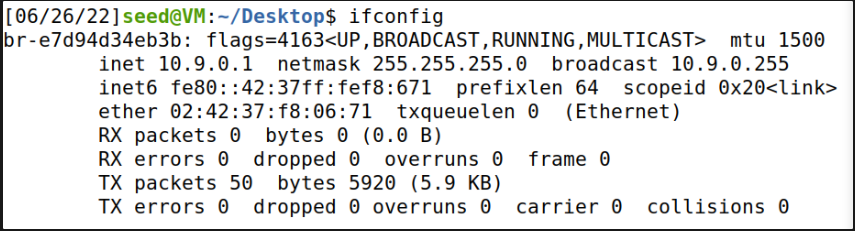 [06/26/22]seed@VM:~/Desktop$ ifconfig
br-e7d94d34eb3b: flags=4163<UP,BROADCAST,RUNNING,MULTICAST>  mtu 1500
        inet 10.9.0.1  netmask 255.255.255.0  broadcast 10.9.0.255
        inet6 fe80::42:37ff:fef8:671  prefixlen 64  scopeid 0x20<link>
        ether 02:42:37:f8:06:71  txqueuelen 0  (Ethernet)
        RX packets 0  bytes 0 (0.0 B)
        RX errors 0  dropped 0  overruns 0  frame 0
        TX packets 50  bytes 5920 (5.9 KB)
        TX errors 0  dropped 0 overruns 0  carrier 0  collisions 0